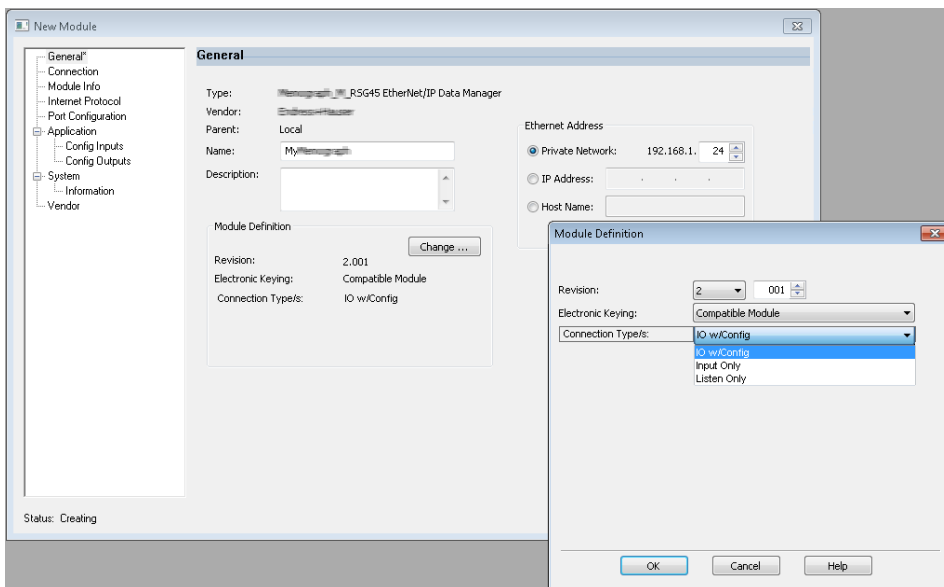 New Module
General*
Connection
Module Info
Internet Protocol
Port Configuration
Application
Config Inputs
Config Outputs
System
Information
Vendor
Status: Creating
General
Type: RSG45 EtherNet/IP Data Manager
Vendor:
Parent: Local
Name: My
Description:
Module Definition
Change ...
Revision: 2.001
Electronic Keying: Compatible Module
Connection Type/s: IO w/Config
Ethernet Address
Private Network: 192.168.1. 24
IP Address: . . .
Host Name:
Module Definition
Revision: 2 001
Electronic Keying: Compatible Module
Connection Type/s: IO w/Config
IO w/Config
Input Only
Listen Only
OK Cancel Help